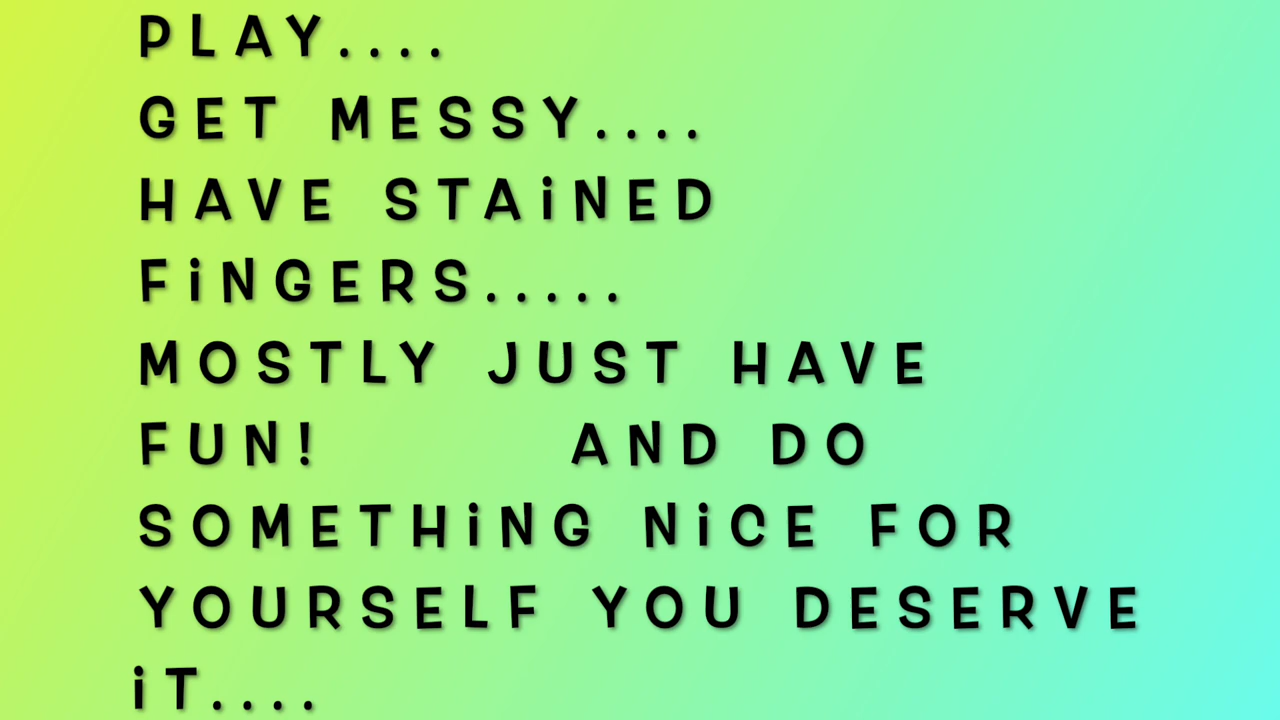 PLAY....
GET MESSY....
HAVE STAiNED
FiNGERS.....
MOSTLY JUST HAVE
FUN! AND DO
SOMETHiNG NiCE FOR
YOURSELF YOU DESERVE
iT....